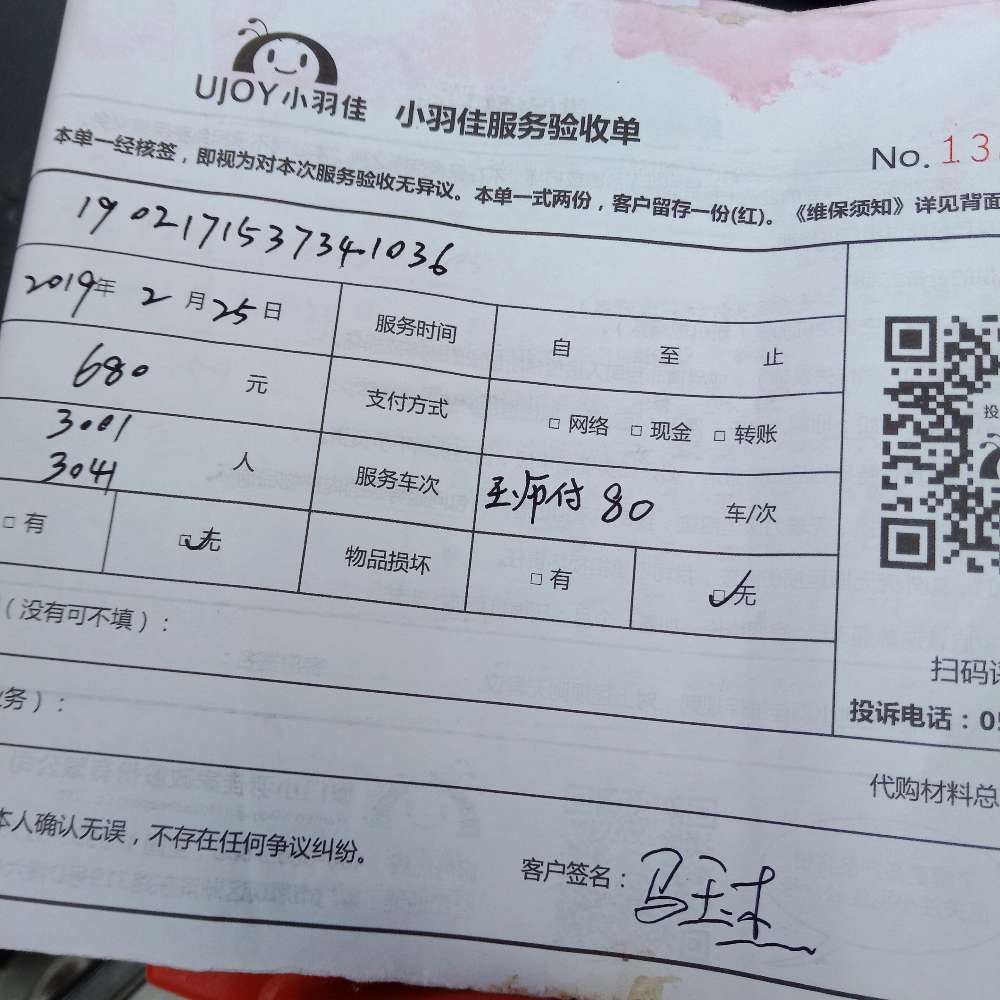 UJOY小羽佳 小羽佳服务验收单
No. 13
本单一经核签，即视为对本次服务验收无异议。本单一式两份，客户留存一份(红)。《维保须知》详见背面
190217153734 1036
2019年 2 月 25 日 服务时间 自 至 止
680 元 支付方式 □ 网络 □ 现金 □ 转账
3001
3041 人 服务车次 付 80 车/次
□ 有 □ 无 物品损坏 □ 有 □ 无
（没有可不填）：
务）：
扫码
投诉电话：0
代购材料总
本人确认无误，不存在任何争议纠纷。
客户签名：